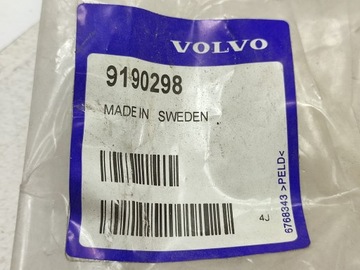 VOLVO
9190298
MADE IN SWEDEN
4J
6768343 >PELD<